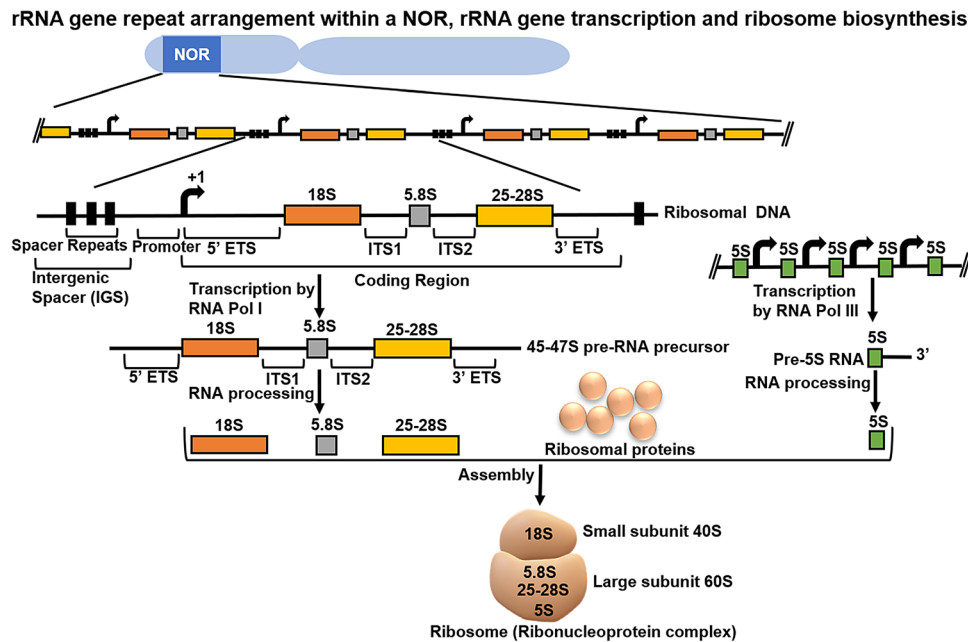 rRNA gene repeat arrangement within a NOR, rRNA gene transcription and ribosome biosynthesis
NOR
+1
18S
5.8S
25-28S
Ribosomal DNA
Spacer Repeats
Promoter
5' ETS
ITS1
ITS2
3' ETS
Intergenic
Spacer (IGS)
Coding Region
5S 5S 5S 5S 5S
Transcription by
RNA Pol I
Transcription
by RNA Pol III
18S
5.8S
25-28S
45-47S pre-RNA precursor
5' ETS
ITS1
ITS2
3' ETS
5S
Pre-5S RNA
3'
RNA processing
RNA processing
18S
5.8S
25-28S
Ribosomal proteins
5S
Assembly
18S
Small subunit 40S
5.8S
25-28S
5S
Large subunit 60S
Ribosome (Ribonucleoprotein complex)